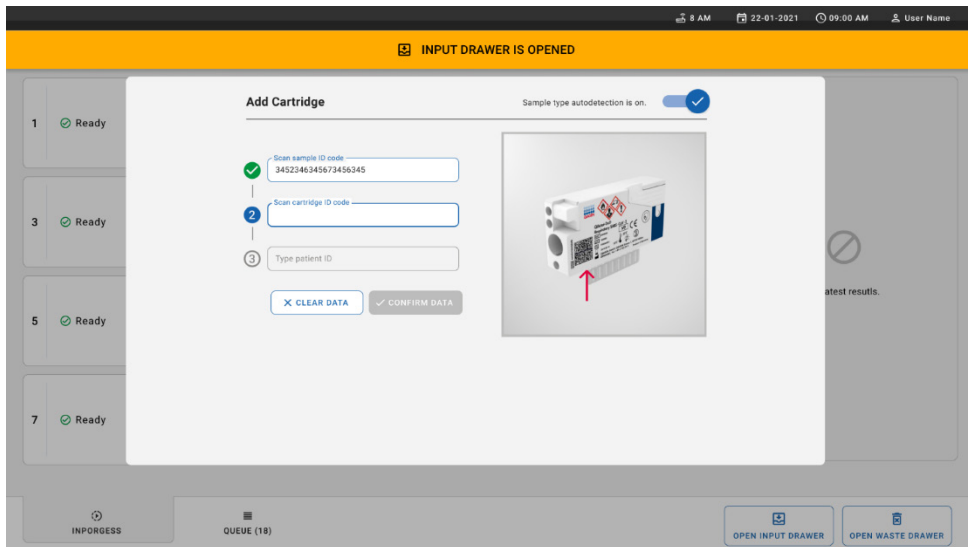 8 AM 22-01-2021 09:00 AM User Name
INPUT DRAWER IS OPENED
Add Cartridge
Sample type autodetection is on.
1 Ready
Scan sample ID code
3452346345673456345
Scan cartridge ID code
2
3 Ready
3 Type patient ID
CLEAR DATA CONFIRM DATA
atest resutls.
5 Ready
7 Ready
INPORGESS
QUEUE (18)
OPEN INPUT DRAWER
OPEN WASTE DRAWER